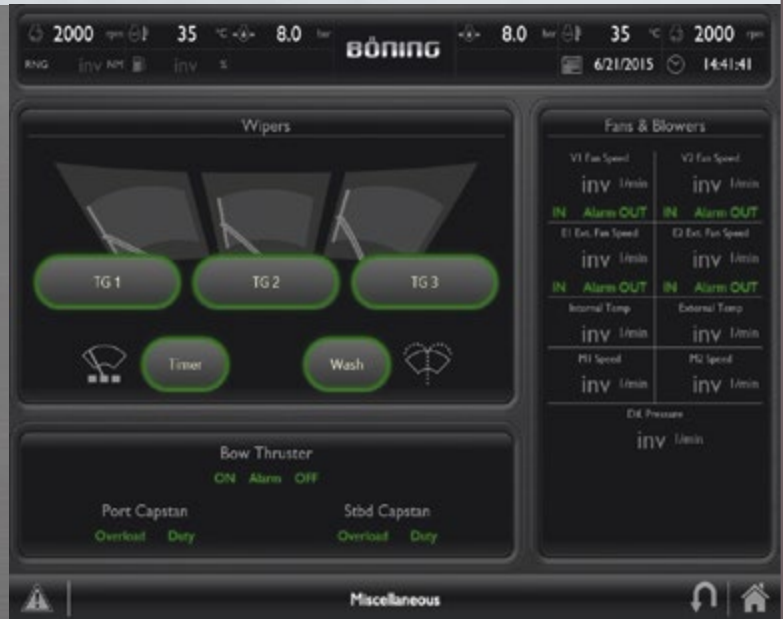 2000 rpm 35 °C 8.0 bar BÖNING 8.0 bar 35 °C 2000 rpm
RNG inv NM inv % 6/21/2015 14:41:41
Wipers
TG 1 TG 2 TG 3
Timer Wash
Bow Thruster
ON Alarm OFF
Port Capstan Stbd Capstan
Overload Duty Overload Duty
Fans & Blowers
V1 Fan Speed V2 Fan Speed
inv 1/min inv 1/min
IN Alarm OUT IN Alarm OUT
E1 Ext. Fan Speed E2 Ext. Fan Speed
inv 1/min inv 1/min
IN Alarm OUT IN Alarm OUT
Internal Temp External Temp
inv 1/min inv 1/min
M1 Speed M2 Speed
inv 1/min inv 1/min
Diff. Pressure
inv 1/min
Miscellaneous